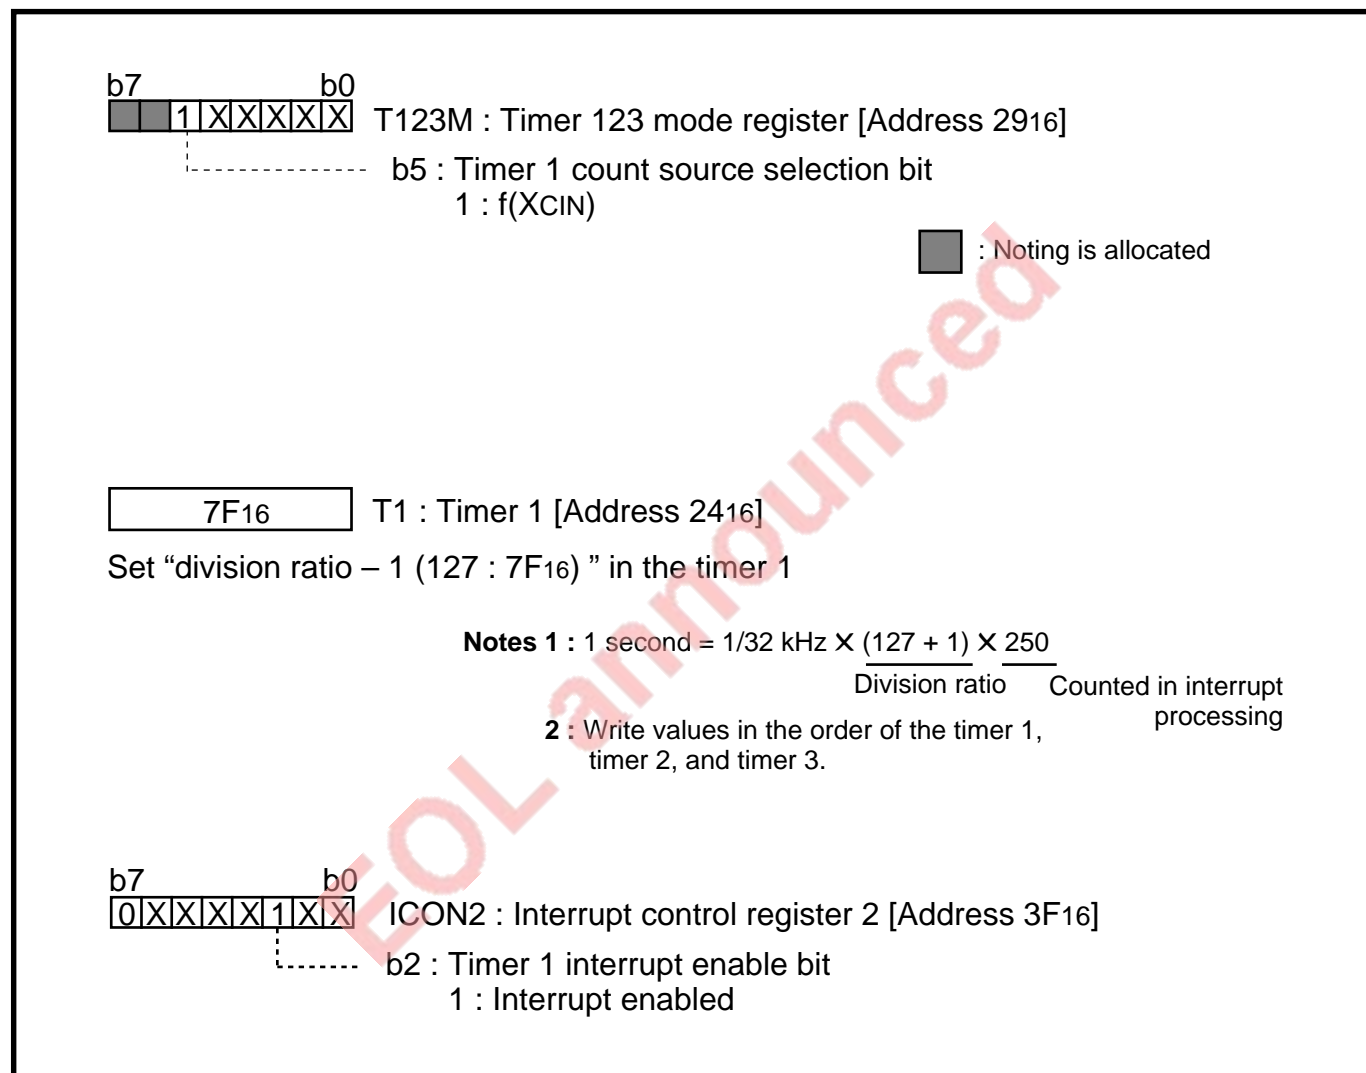 b7 b0
1 X X X X X T123M : Timer 123 mode register [Address 2916]
b5 : Timer 1 count source selection bit
1 : f(XCIN)
: Noting is allocated
7F16 T1 : Timer 1 [Address 2416]
Set “division ratio – 1 (127 : 7F16) ” in the timer 1
Notes 1 : 1 second = 1/32 kHz ✕ (127 + 1) ✕ 250
Division ratio Counted in interrupt
processing
2 : Write values in the order of the timer 1,
timer 2, and timer 3.
b7 b0
0 X X X X 1 X X ICON2 : Interrupt control register 2 [Address 3F16]
b2 : Timer 1 interrupt enable bit
1 : Interrupt enabled
EOL announced